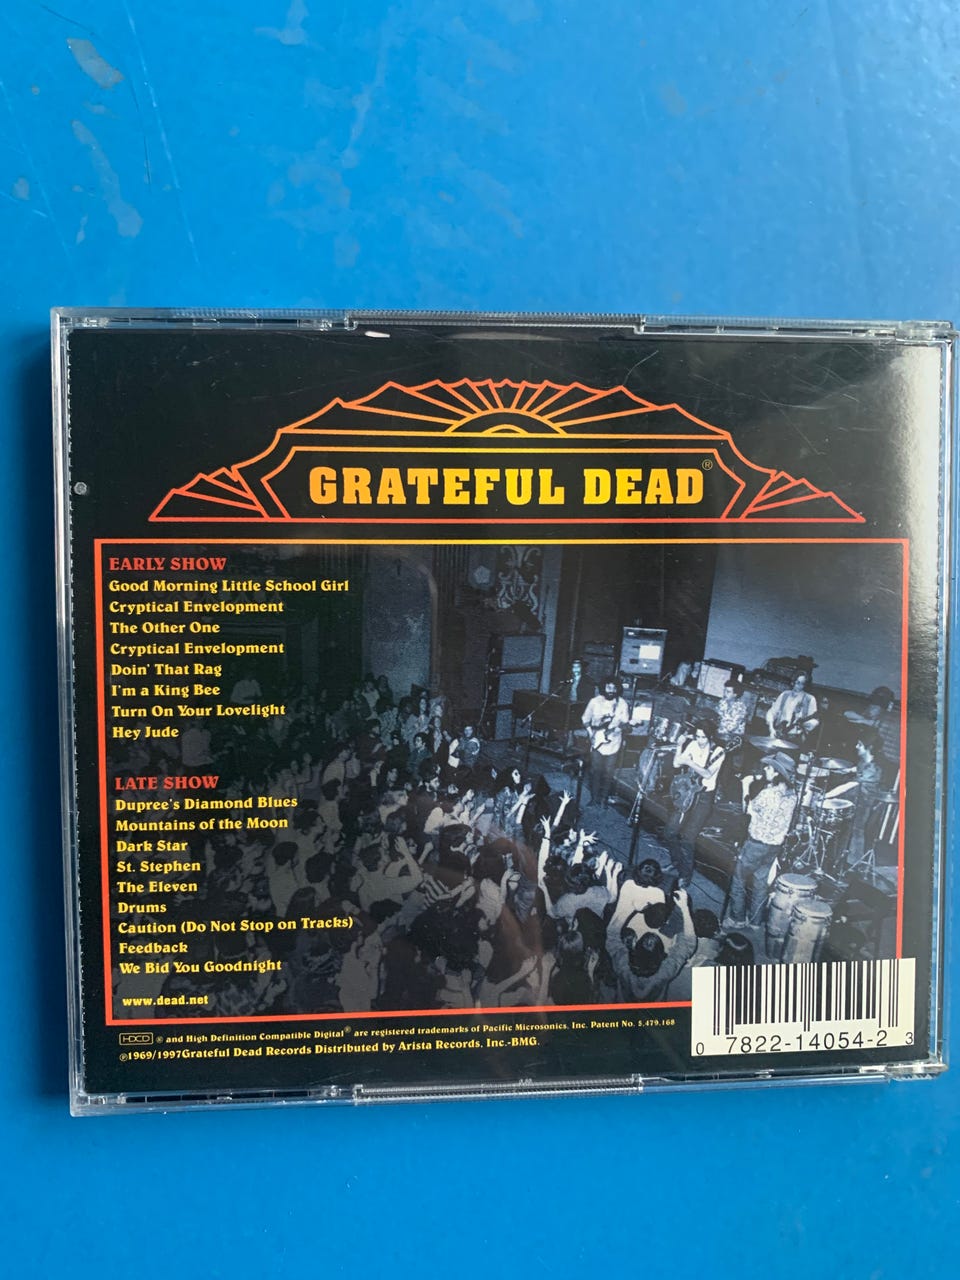 GRATEFUL DEAD®
EARLY SHOW
Good Morning Little School Girl
Cryptical Envelopment
The Other One
Cryptical Envelopment
Doin' That Rag
I'm a King Bee
Turn On Your Lovelight
Hey Jude
LATE SHOW
Dupree's Diamond Blues
Mountains of the Moon
Dark Star
St. Stephen
The Eleven
Drums
Caution (Do Not Stop on Tracks)
Feedback
We Bid You Goodnight
www.dead.net
HDCD ® and High Definition Compatible Digital® are registered trademarks of Pacific Microsonics, Inc. Patent No. 5,479,168
℗1969/1997Grateful Dead Records Distributed by Arista Records, Inc.-BMG.
0 7822-14054-2 3